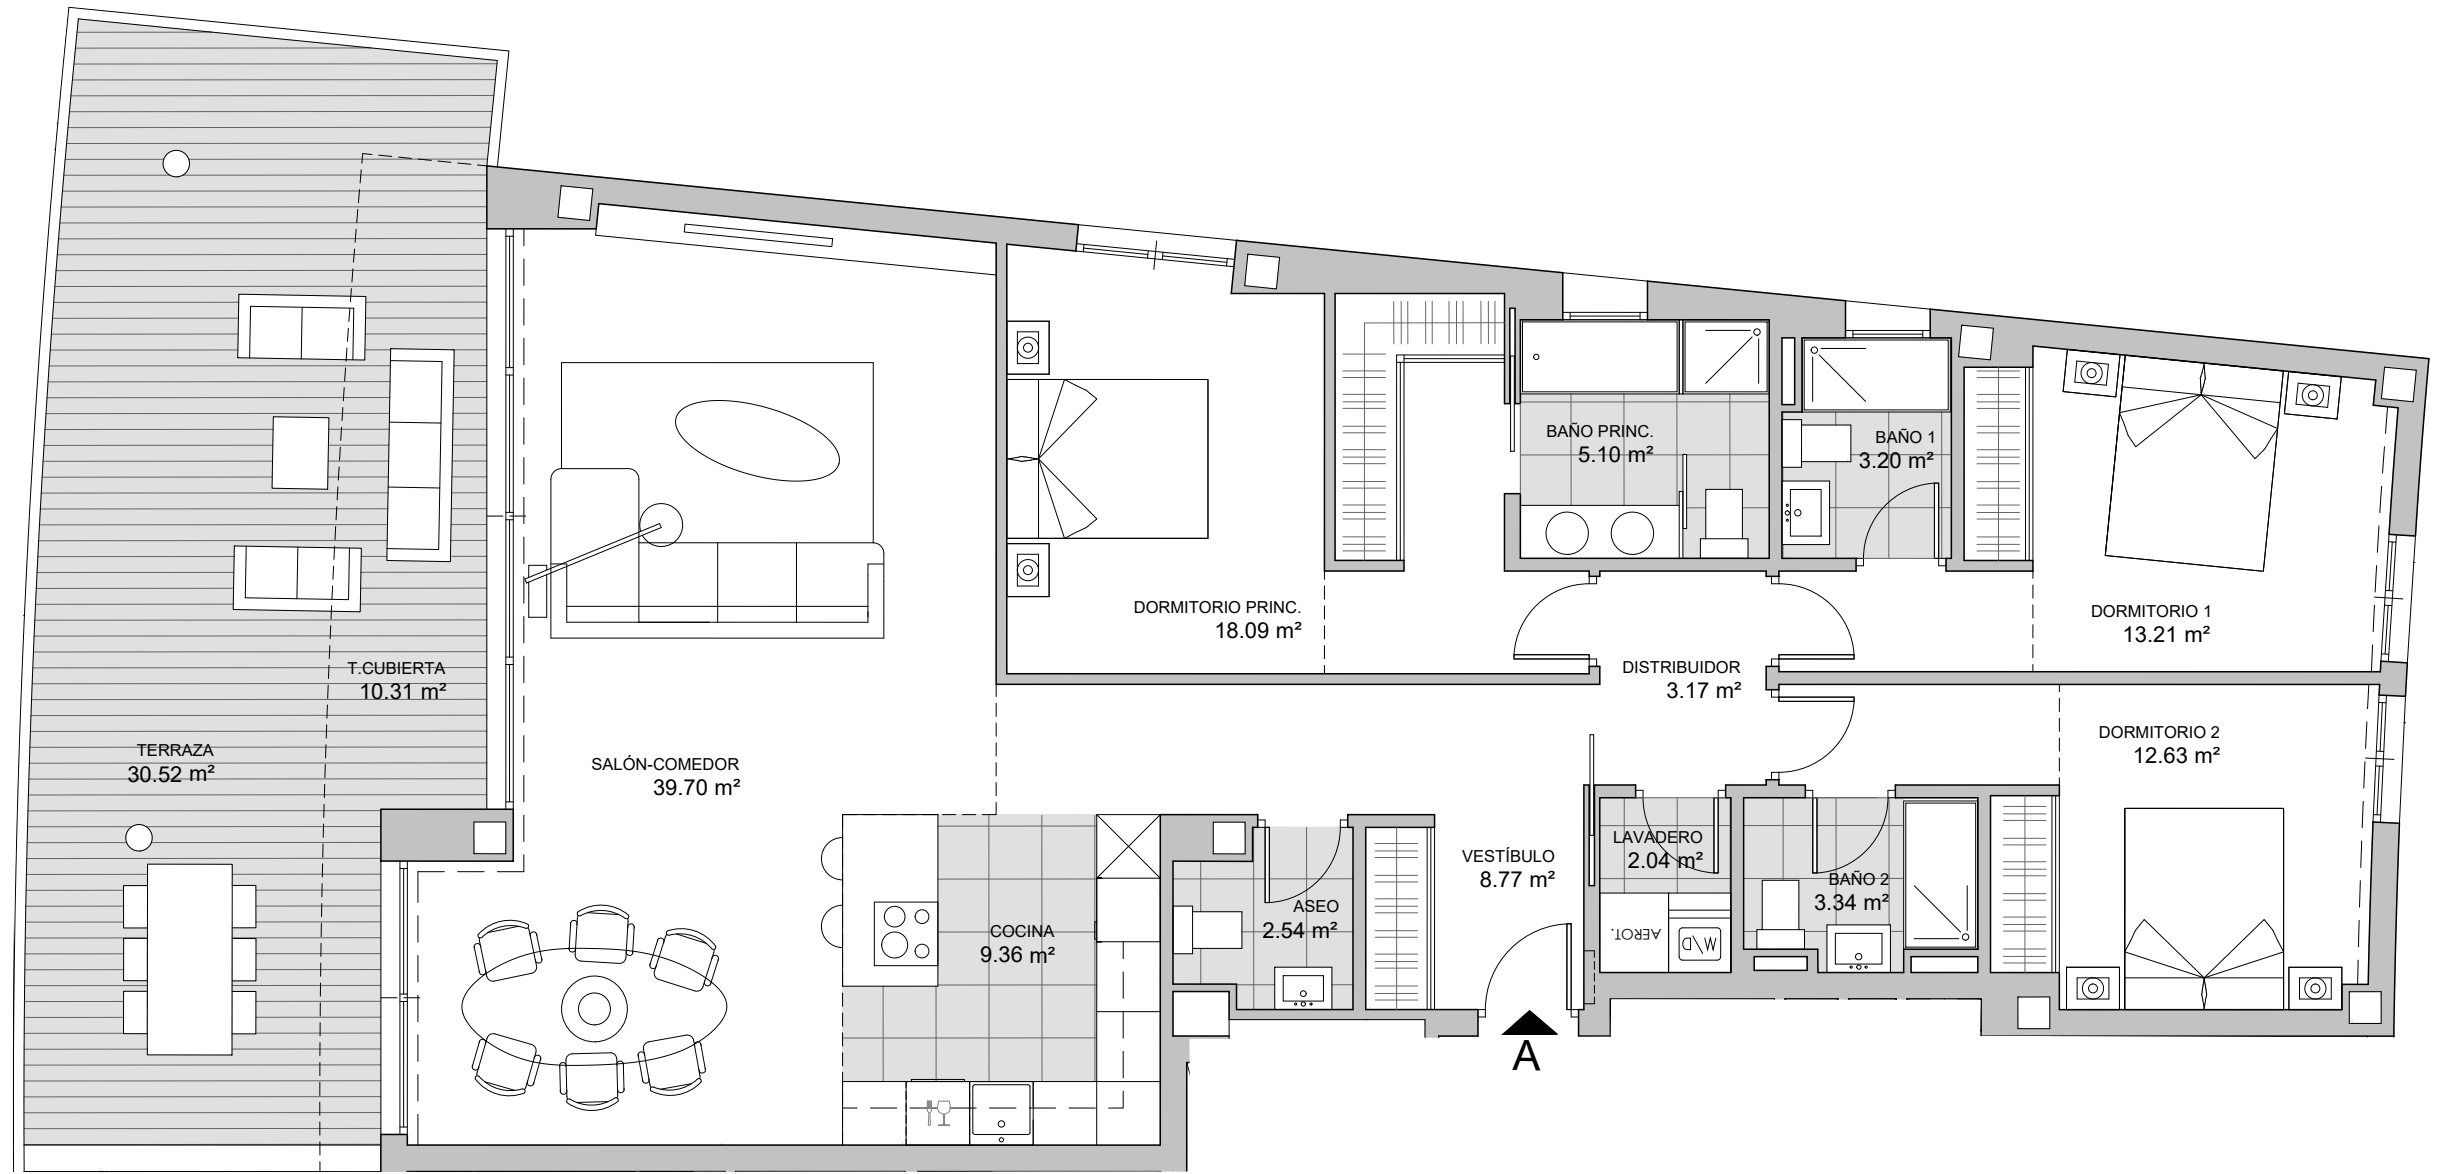 BAÑO PRINC.
5.10 m²
BAÑO 1
3.20 m²
DORMITORIO PRINC.
18.09 m²
DORMITORIO 1
13.21 m²
T.CUBIERTA
10.31 m²
DISTRIBUIDOR
3.17 m²
TERRAZA
30.52 m²
SALÓN-COMEDOR
39.70 m²
DORMITORIO 2
12.63 m²
LAVADERO
2.04 m²
VESTÍBULO
8.77 m²
BAÑO 2
3.34 m²
ASEO
2.54 m²
COCINA
9.36 m²
AEROT.
W/D
A